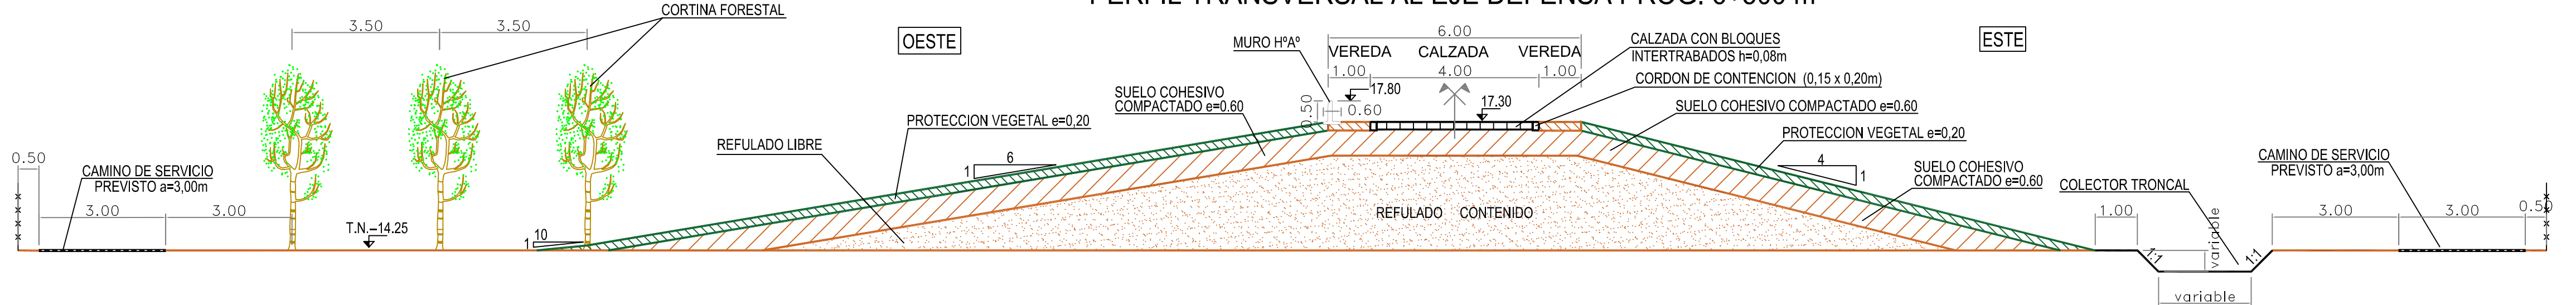 CORTINA FORESTAL
3.50
3.50
OESTE
MURO HºAº
6.00
VEREDA
CALZADA
VEREDA
1.00
4.00
1.00
CALZADA CON BLOQUES
INTERTRABADOS h=0,08m
CORDON DE CONTENCION (0,15 x 0,20m)
ESTE
17.80
0.50
0.60
17.30
SUELO COHESIVO
COMPACTADO e=0.60
SUELO COHESIVO COMPACTADO e=0.60
PROTECCION VEGETAL e=0,20
PROTECCION VEGETAL e=0,20
REFULADO LIBRE
6
1
4
1
0.50
CAMINO DE SERVICIO
PREVISTO a=3,00m
3.00
3.00
T.N.-14.25
10
1
REFULADO CONTENIDO
SUELO COHESIVO
COMPACTADO e=0.60
COLECTOR TRONCAL
CAMINO DE SERVICIO
PREVISTO a=3,00m
1.00
variable
3.00
3.00
0.50
1:1
1:1
variable